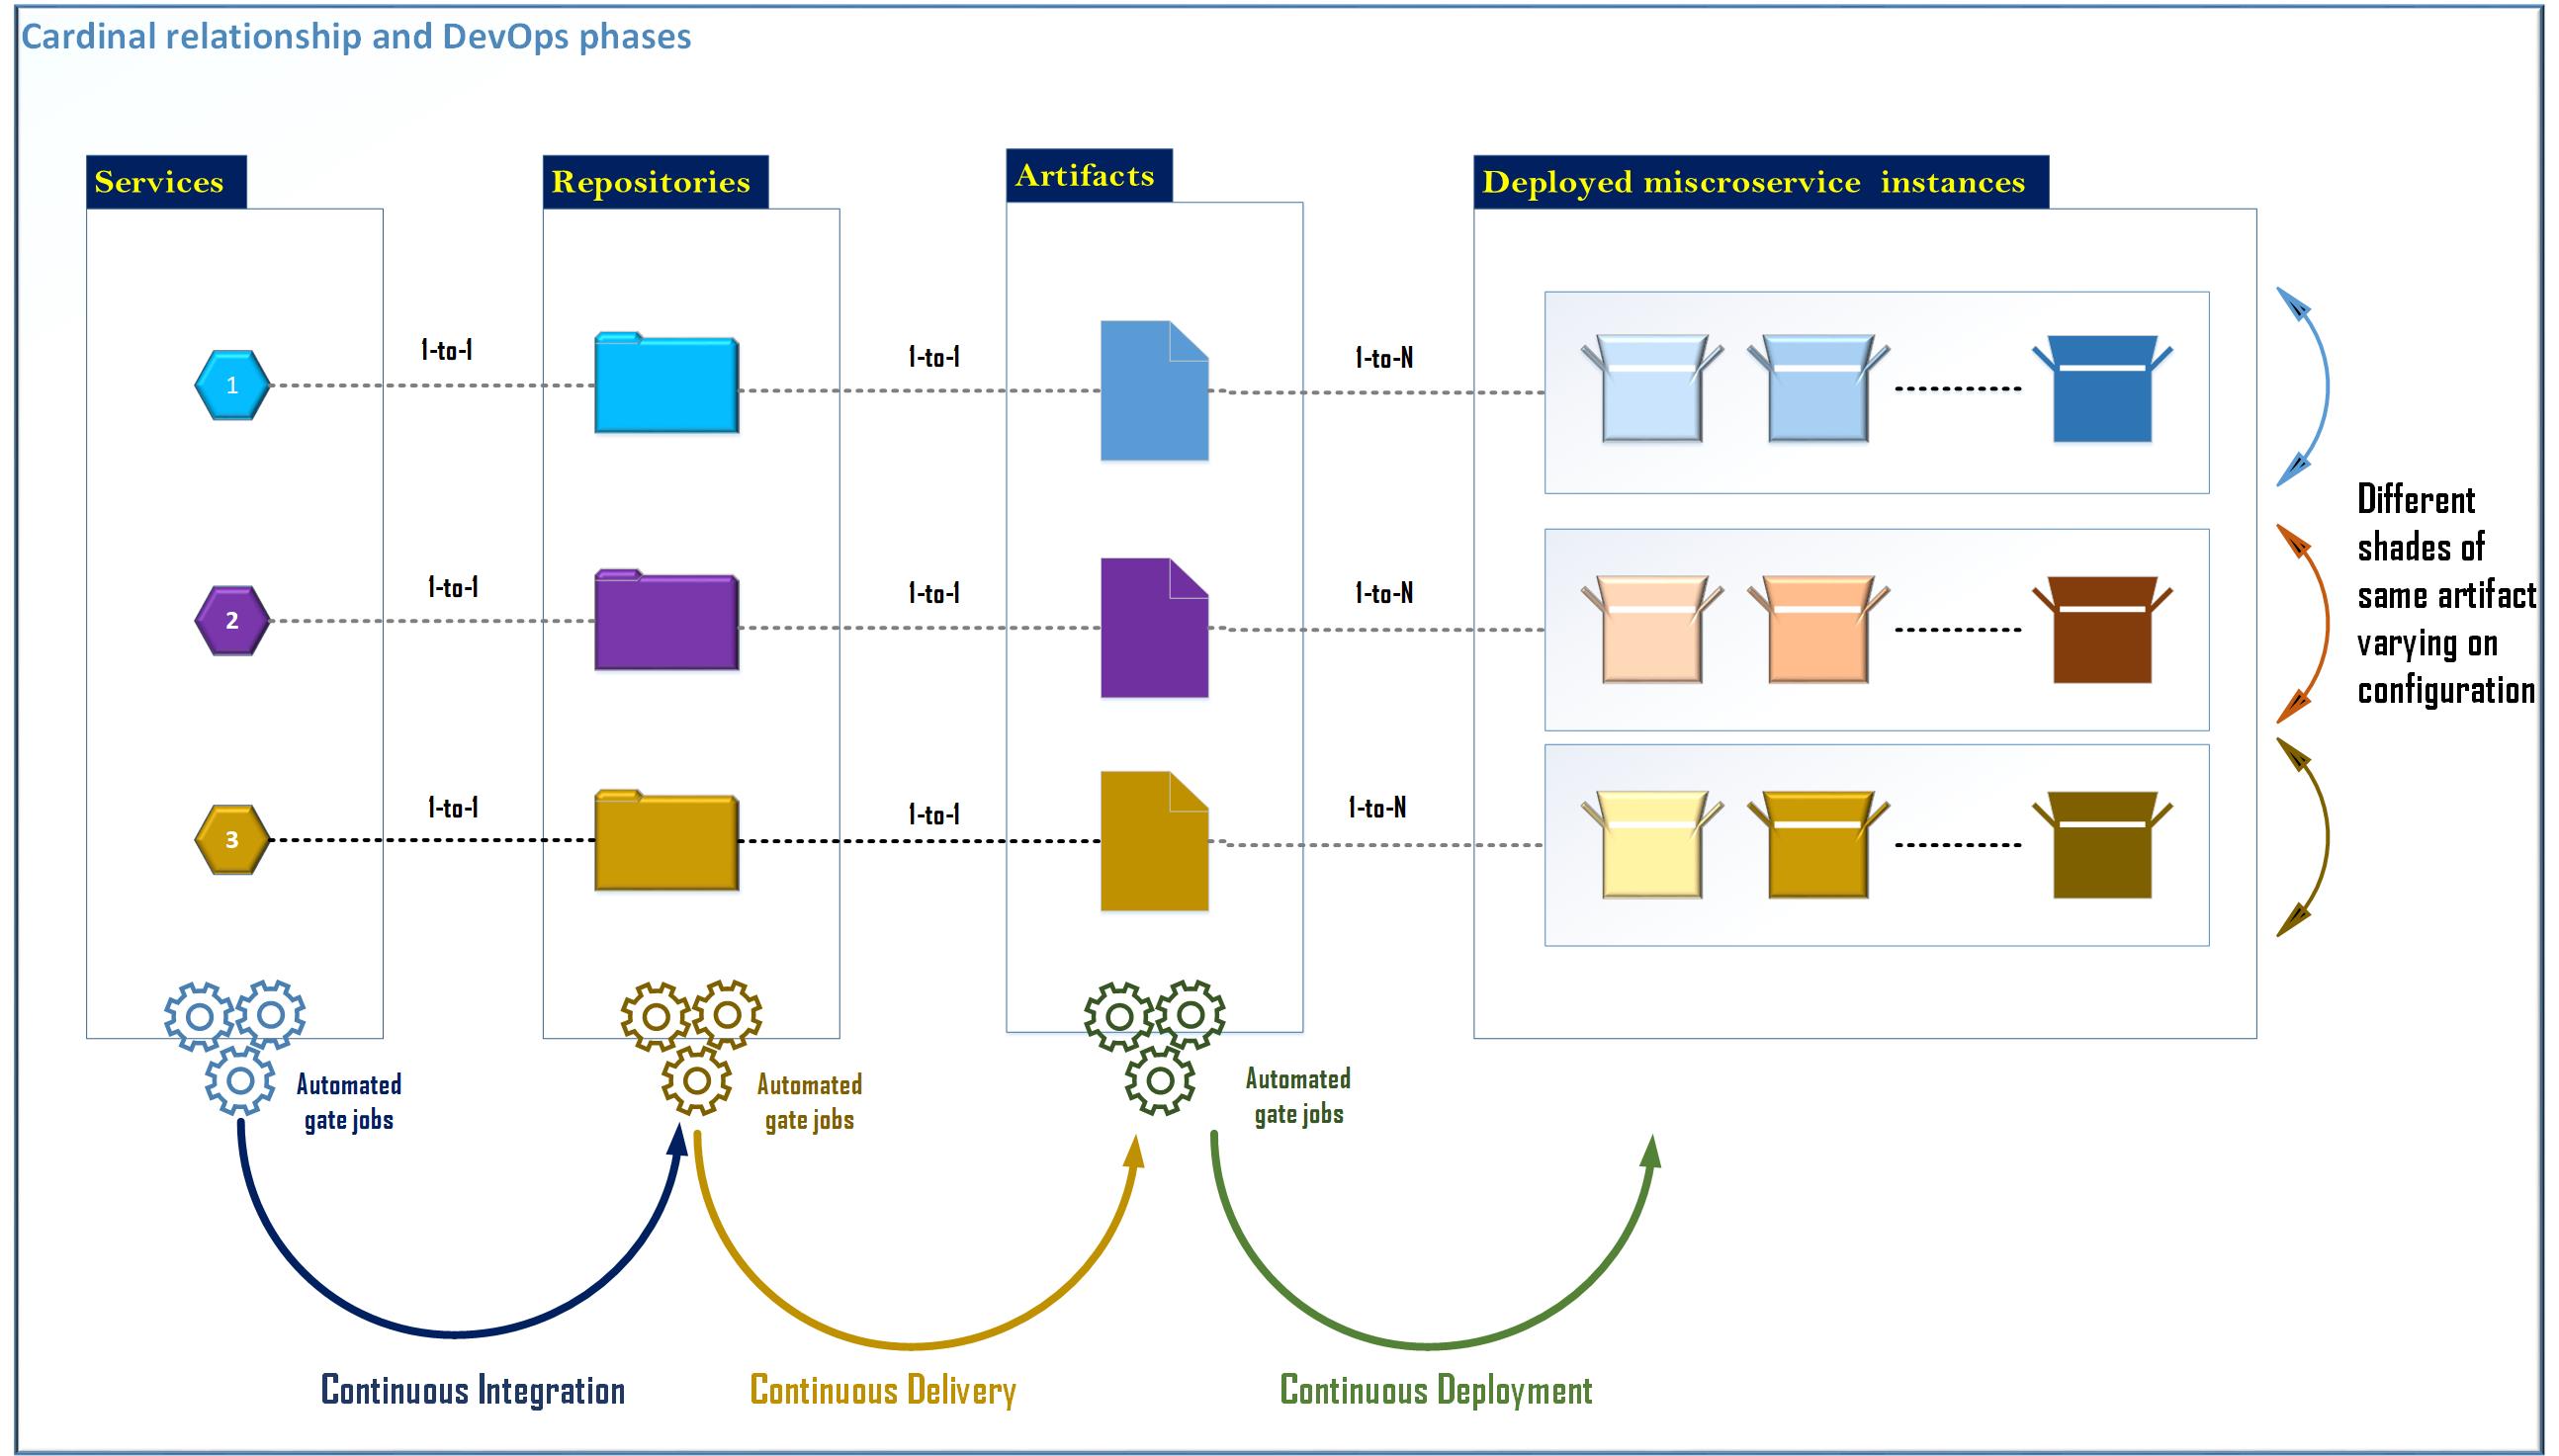 Cardinal relationship and DevOps phases
Services
Repositories
Artifacts
Deployed miscroservice instances
1
1-to-1
1-to-1
1-to-N
2
1-to-1
1-to-1
1-to-N
3
1-to-1
1-to-1
1-to-N
Different
shades of
same artifact
varying on
configuration
Automated
gate jobs
Automated
gate jobs
Automated
gate jobs
Continuous Integration
Continuous Delivery
Continuous Deployment